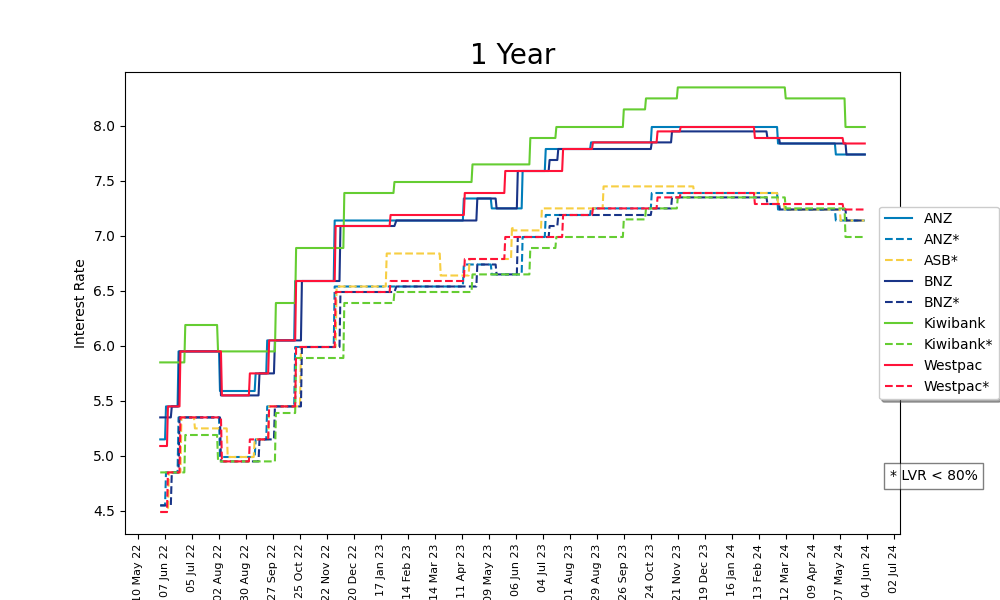 1 Year
Interest Rate
8.0
7.5
7.0
6.5
6.0
5.5
5.0
4.5
10 May 22
07 Jun 22
05 Jul 22
02 Aug 22
30 Aug 22
27 Sep 22
25 Oct 22
22 Nov 22
20 Dec 22
17 Jan 23
14 Feb 23
14 Mar 23
11 Apr 23
09 May 23
06 Jun 23
04 Jul 23
01 Aug 23
29 Aug 23
26 Sep 23
24 Oct 23
21 Nov 23
19 Dec 23
16 Jan 24
13 Feb 24
12 Mar 24
09 Apr 24
07 May 24
04 Jun 24
02 Jul 24
ANZ
ANZ*
ASB*
BNZ
BNZ*
Kiwibank
Kiwibank*
Westpac
Westpac*
* LVR < 80%